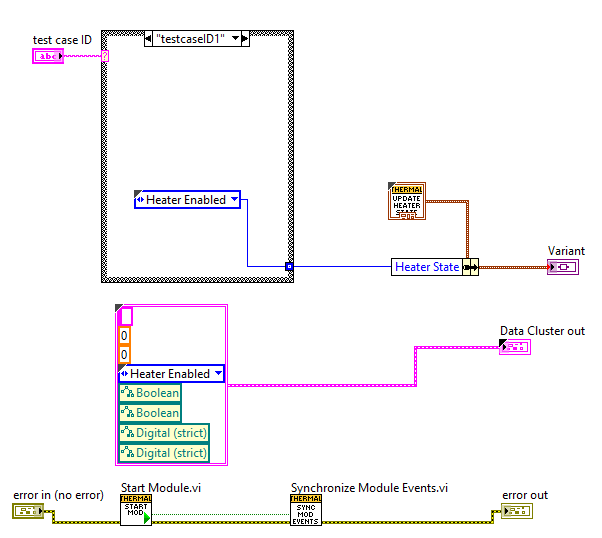 test case ID
abc
?
"testcaseID1"
Heater Enabled
THERMAL
UPDATE
HEATER
STATE
Heater State
Variant
0
0
Heater Enabled
Boolean
Boolean
Digital (strict)
Digital (strict)
Data Cluster out
error in (no error)
Start Module.vi
THERMAL
START
MOD
Synchronize Module Events.vi
THERMAL
SYNC
MOD
EVENTS
error out